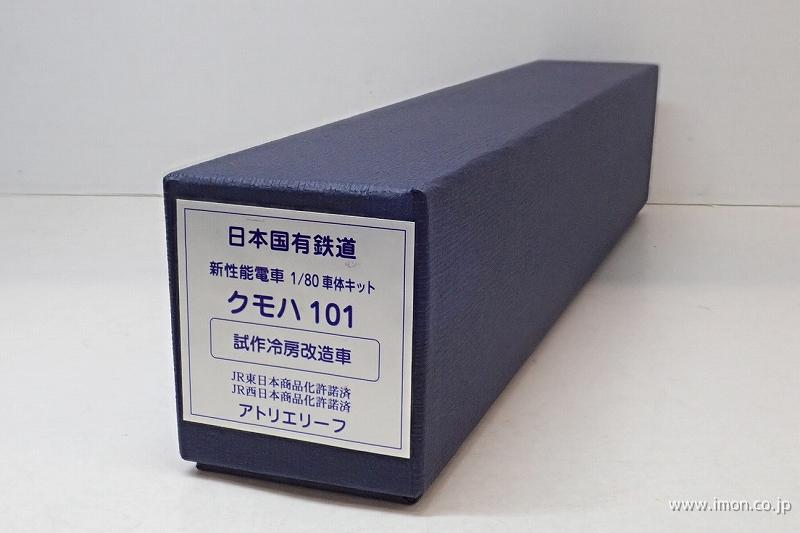 日本国有鉄道
新性能電車 1/80 車体キット
クモハ 101
試作冷房改造車
JR東日本商品化許諾済
JR西日本商品化許諾済
アトリエリーフ
www.imon.co.jp